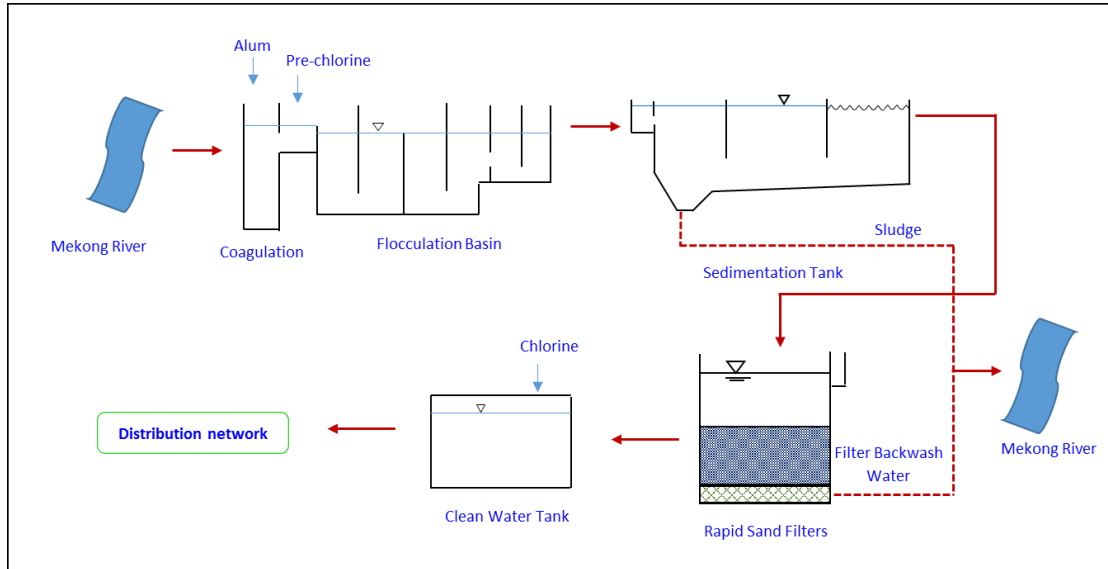 Alum
Pre-chlorine
Mekong River
Coagulation
Flocculation Basin
Sludge
Sedimentation Tank
Chlorine
Distribution network
Clean Water Tank
Filter Backwash
Water
Rapid Sand Filters
Mekong River